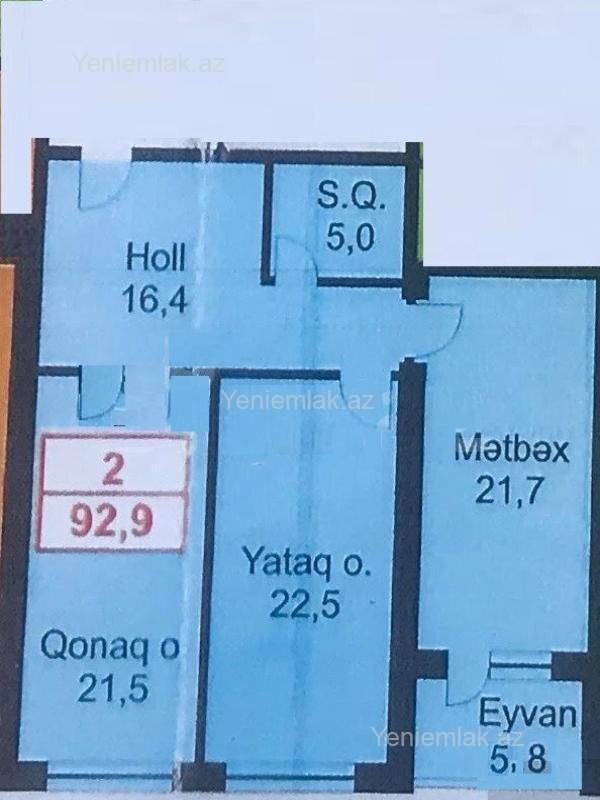 Yeniemlak.az
S.Q.
5,0
Holl
16,4
Yeniemlak.az
2
92,9
Mətbəx
21,7
Yataq o.
22,5
Qonaq o
21,5
Eyvan
5,8
Yeniemlak.az